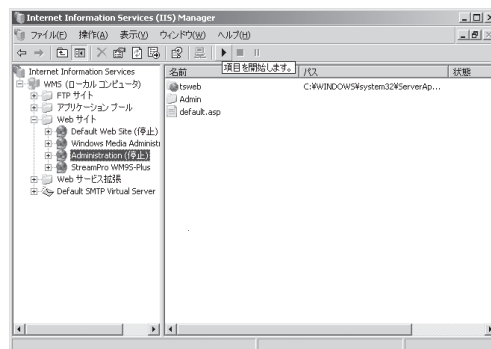 Internet Information Services (IIS) Manager
ファイル(F) 操作(A) 表示(V) ウィンドウ(W) ヘルプ(H)
項目を開始します。
Internet Information Services
WMS (ローカル コンピュータ)
FTP サイト
アプリケーション プール
Web サイト
Default Web Site (停止)
Windows Media Administ
Administration (停止)
StreamPro WM9S-Plus
Web サービス拡張
Default SMTP Virtual Server
名前 パス 状態
tsweb C:¥WINDOWS¥system32¥ServerAp...
Admin
default.asp